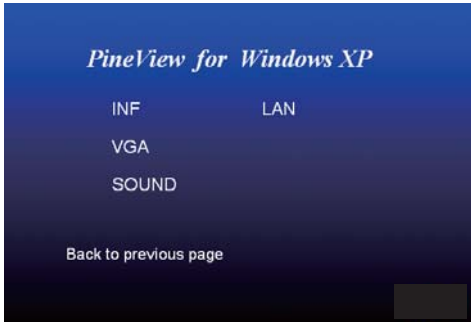 PineView for Windows XP
INF LAN
VGA
SOUND
Back to previous page